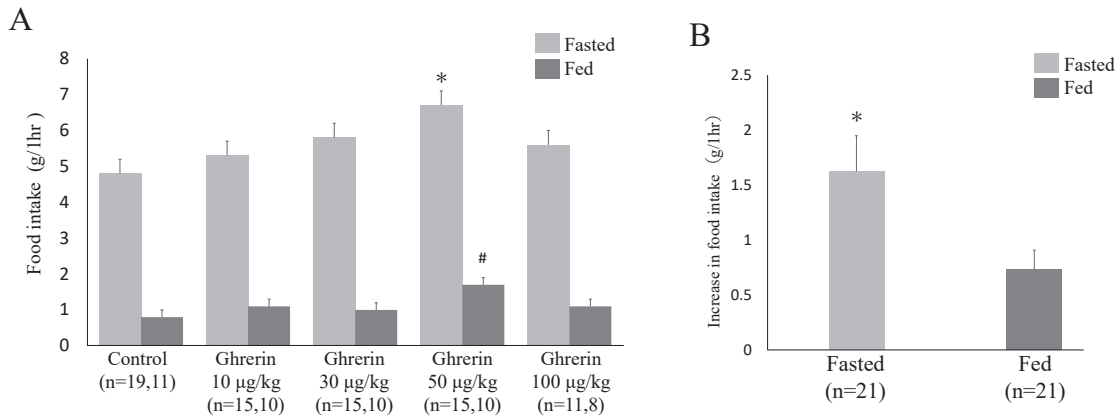 A
Fasted
Fed
Food intake (g/1hr)
8
7
6
5
4
3
2
1
0
*
#
Control
(n=19,11)
Ghrerin
10 μg/kg
(n=15,10)
Ghrerin
30 μg/kg
(n=15,10)
Ghrerin
50 μg/kg
(n=15,10)
Ghrerin
100 μg/kg
(n=11,8)
B
Fasted
Fed
Increase in food intake (g/1hr)
2.5
2
1.5
1
0.5
0
*
Fasted
(n=21)
Fed
(n=21)